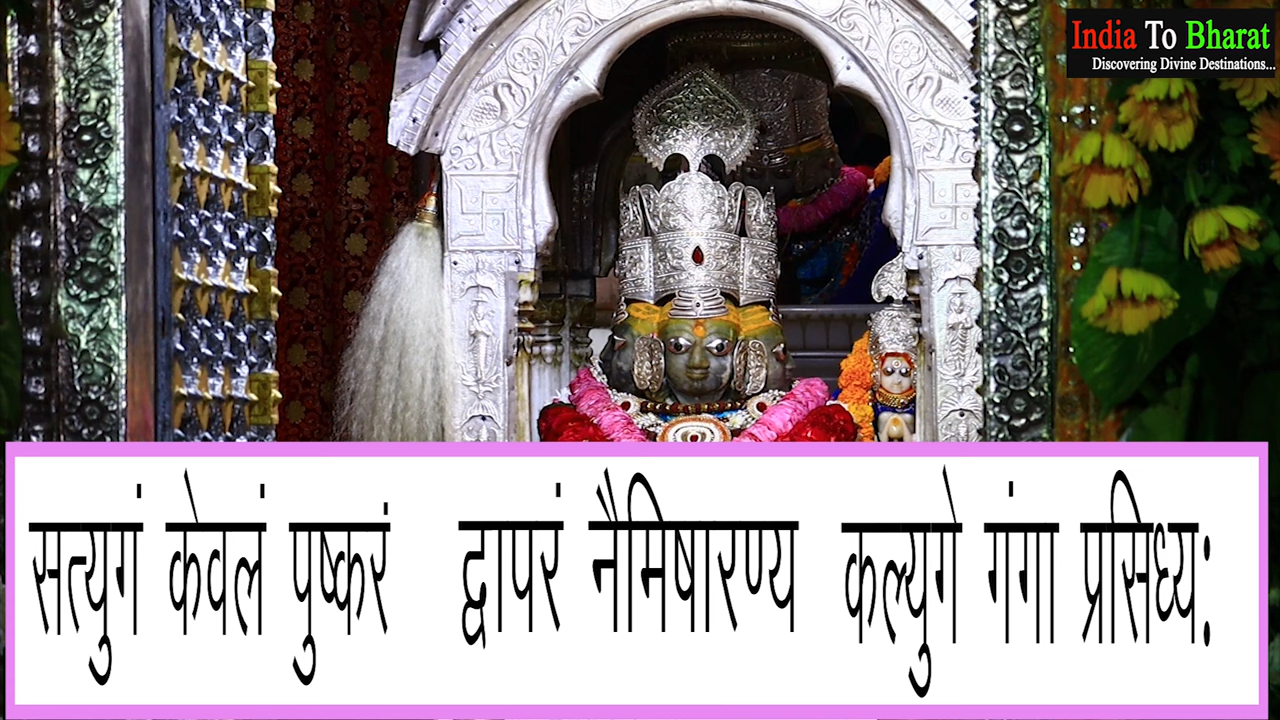 India To Bharat
Discovering Divine Destinations...
सत्युगं केवलं पुष्करं द्वापरं नैमिषारण्य कल्युगे गंगा प्रसिध्यः